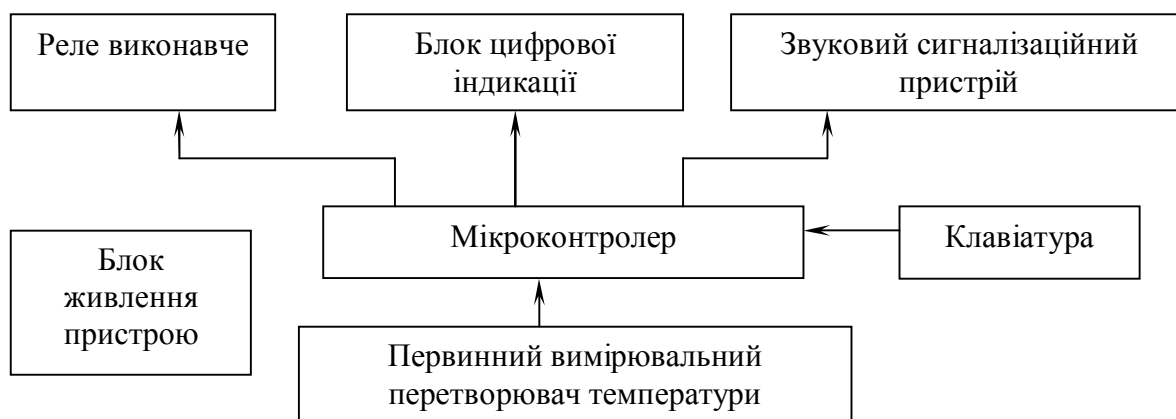 Реле виконавче
Блок цифрової
індикації
Звуковий сигналізаційний
пристрій
Мікроконтролер
Клавіатура
Блок
живлення
пристрою
Первинний вимірювальний
перетворювач температури